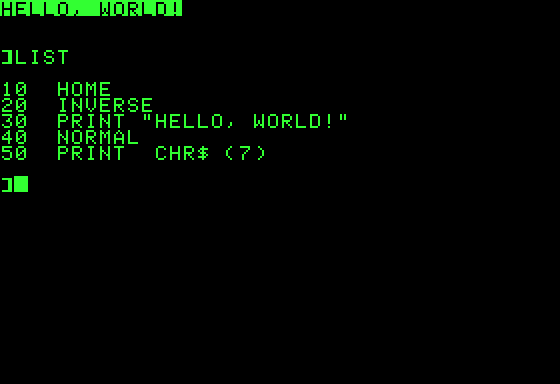 HELLO, WORLD!
]LIST
10  HOME
20  INVERSE
30  PRINT "HELLO, WORLD!"
40  NORMAL
50  PRINT  CHR$ (7)
]